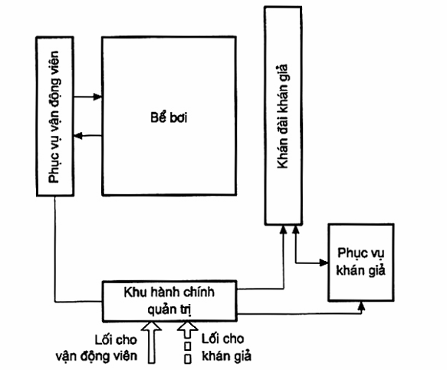 Phục vụ vận động viên
Bể bơi
Khán đài khán giả
Phục vụ
khán giả
Khu hành chính
quản trị
Lối cho
vận động viên
Lối cho
khán giả